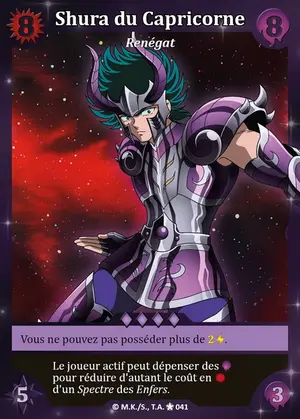 8 Shura du Capricorne 8
Renégat
Vous ne pouvez pas posséder plus de 2 .
Le joueur actif peut dépenser des
pour réduire d'autant le coût en
d'un Spectre des Enfers.
5 3
© M.K./S., T.A. 041